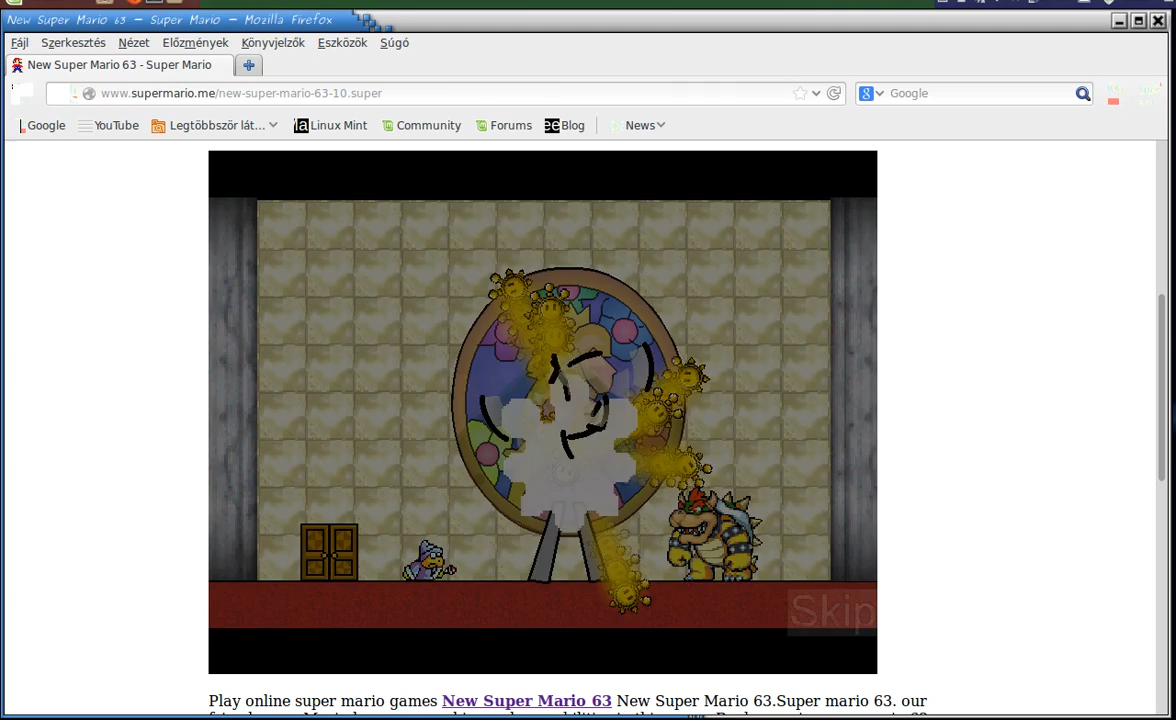 New Super Mario 63 - Super Mario - Mozilla Firefox
Fájl Szerkesztés Nézet Előzmények Könyvjelzők Eszközök Súgó
New Super Mario 63 - Super Mario
www.supermario.me/new-super-mario-63-10.super
Google
Google YouTube Legtöbbször lát... Linux Mint Community Forums Blog News
Skip
Play online super mario games New Super Mario 63 New Super Mario 63.Super mario 63. our